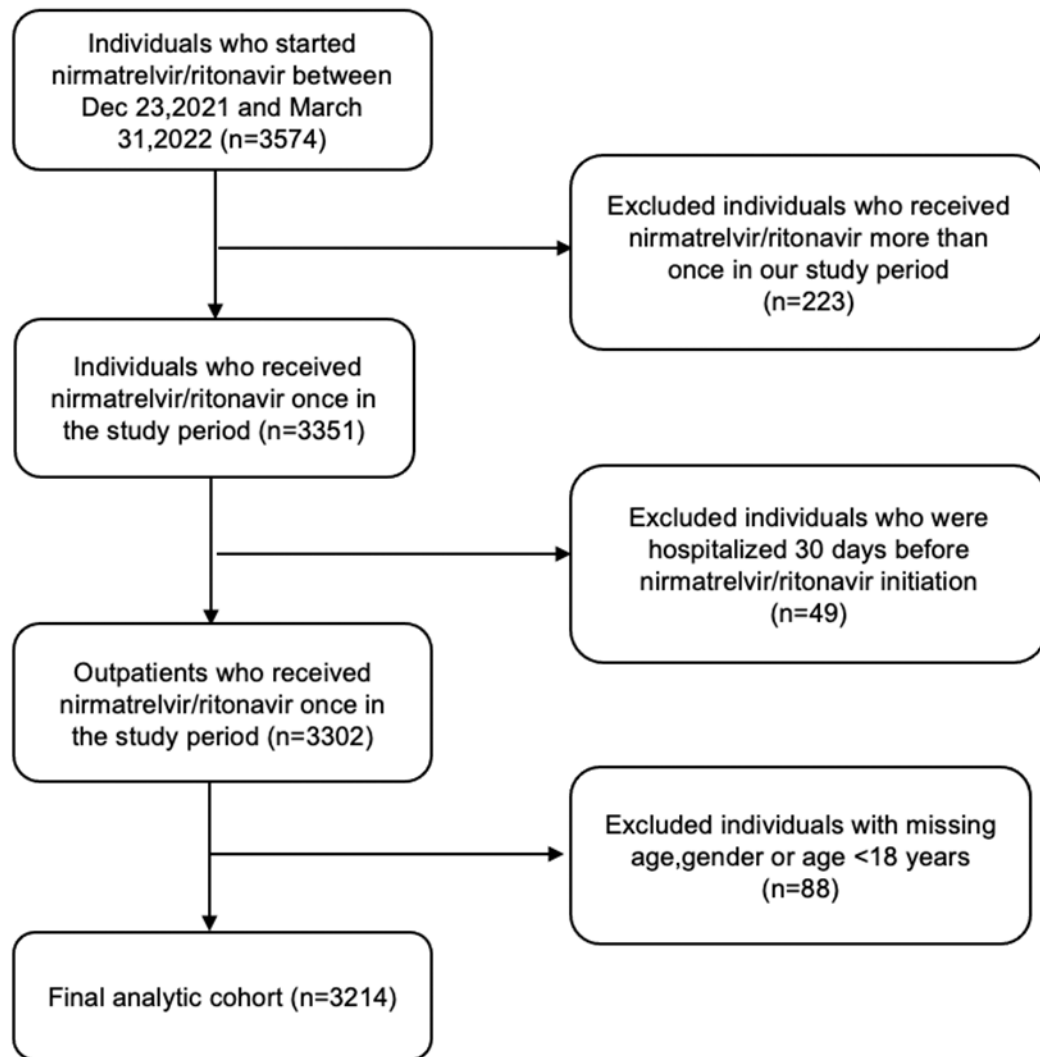 Individuals who started
nirmatrelvir/ritonavir between
Dec 23,2021 and March
31,2022 (n=3574)
Excluded individuals who received
nirmatrelvir/ritonavir more than
once in our study period
(n=223)
Individuals who received
nirmatrelvir/ritonavir once in
the study period (n=3351)
Excluded individuals who were
hospitalized 30 days before
nirmatrelvir/ritonavir initiation
(n=49)
Outpatients who received
nirmatrelvir/ritonavir once in
the study period (n=3302)
Excluded individuals with missing
age,gender or age <18 years
(n=88)
Final analytic cohort (n=3214)